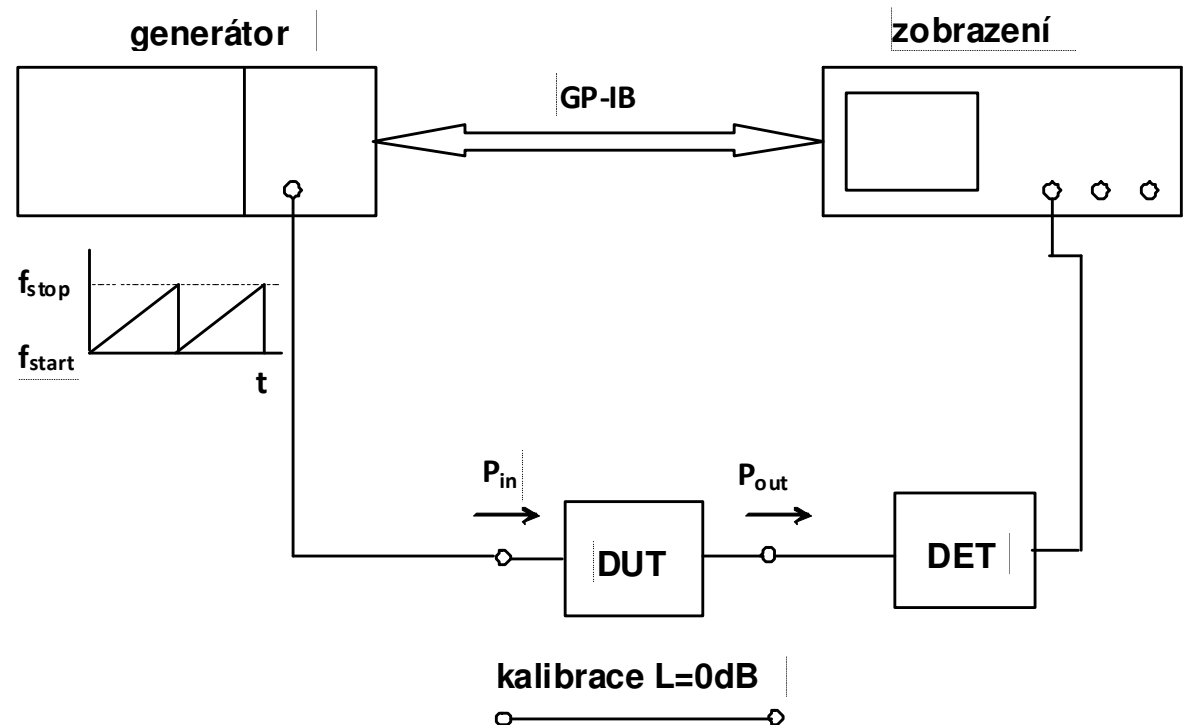 generátor
zobrazení
GP-IB
fstop
fstart
t
Pin
Pout
DUT
DET
kalibrace L=0dB